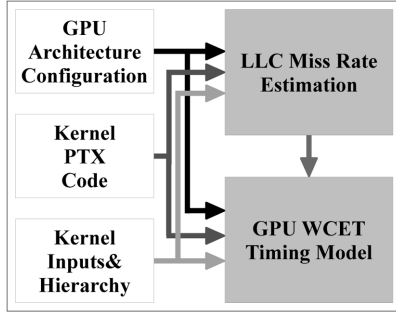 GPU
Architecture
Configuration
Kernel
PTX
Code
Kernel
Inputs&
Hierarchy
LLC Miss Rate
Estimation
GPU WCET
Timing Model